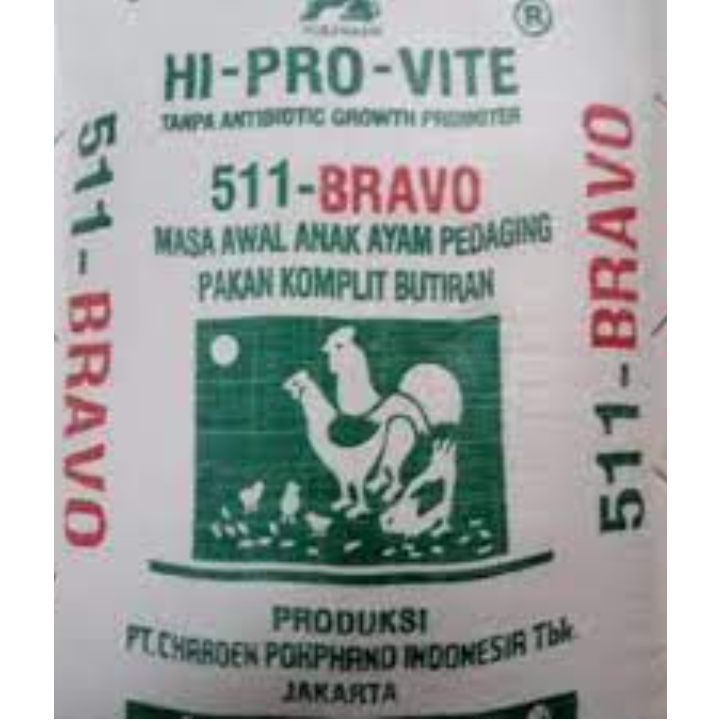 ®
HI-PRO-VITE
TANPA ANTIBIOTIC GROWTH PROMOTER
511-BRAVO
MASA AWAL ANAK AYAM PEDAGING
PAKAN KOMPLIT BUTIRAN
511-BRAVO
511-BRAVO
PRODUKSI
PT. CHAROEN POKPHAND INDONESIA Tbk.
JAKARTA